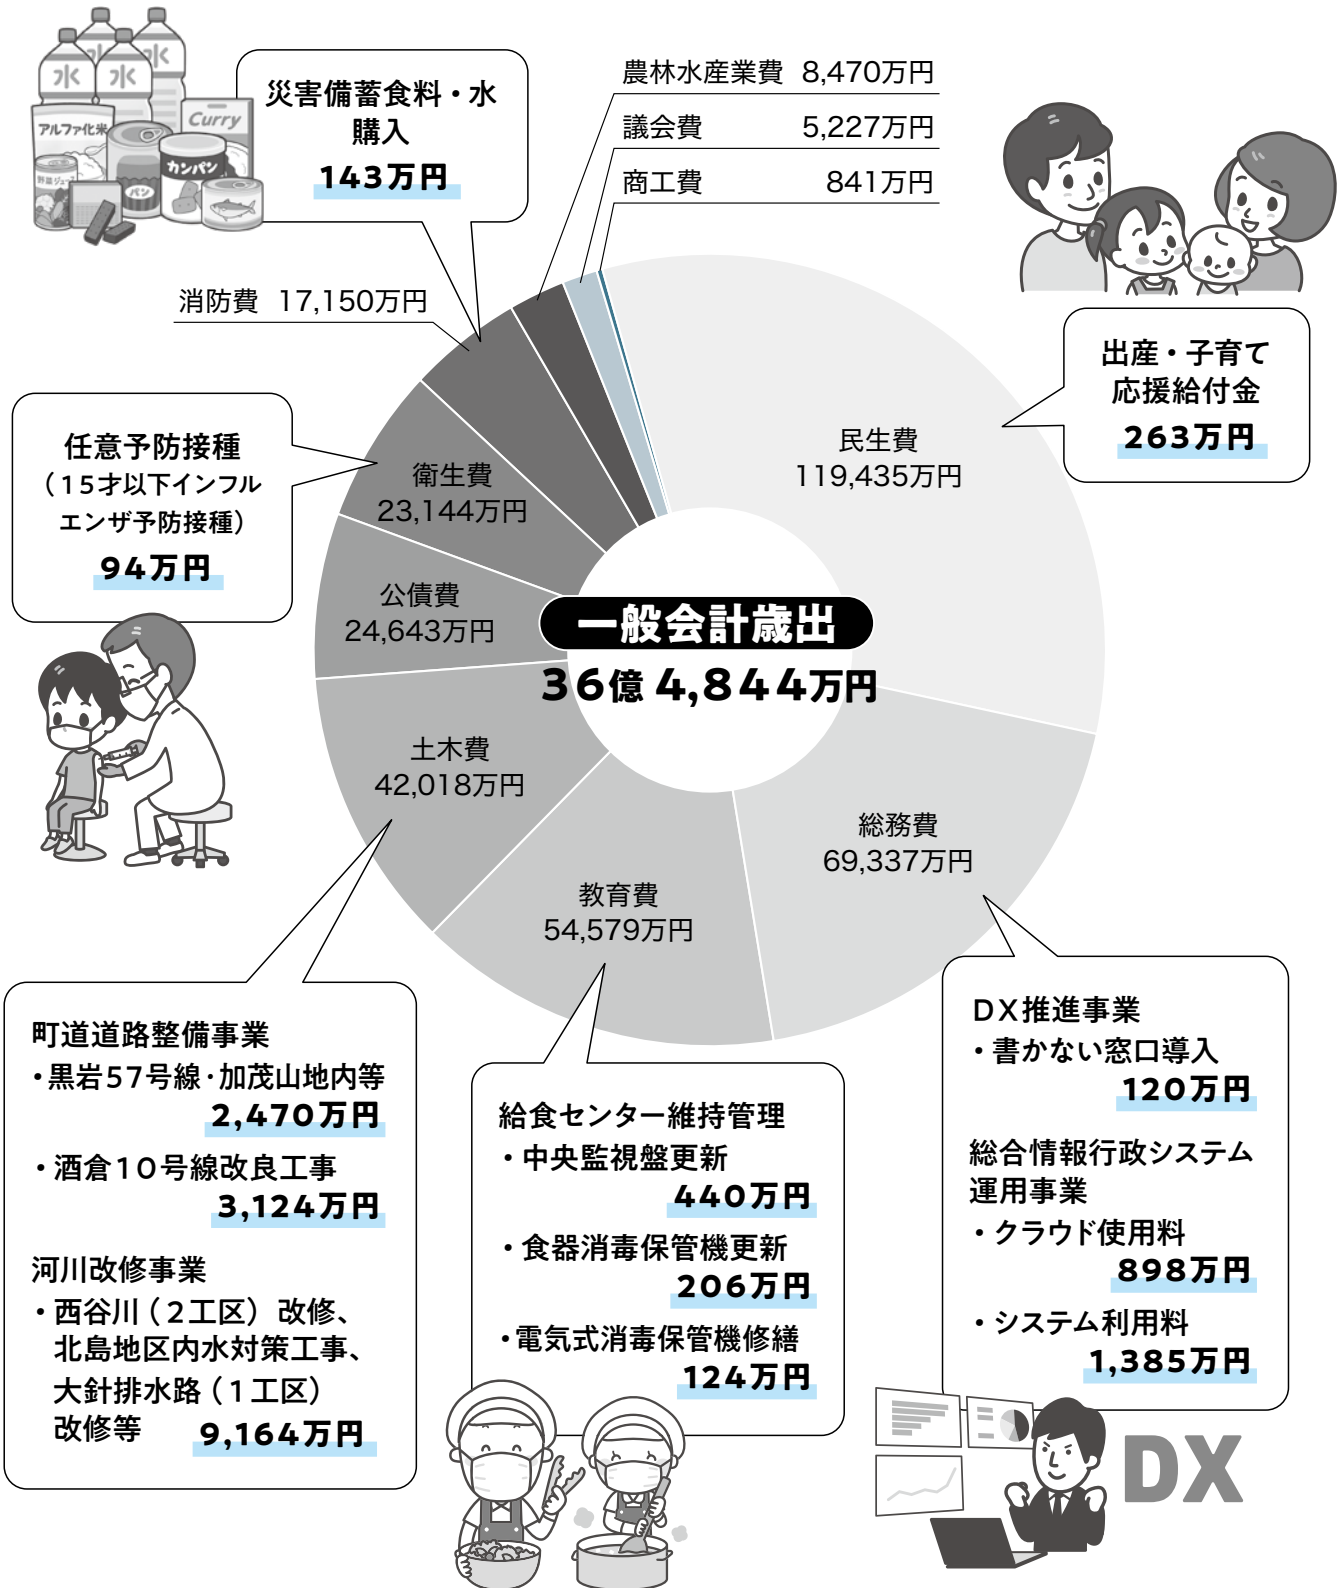 水
水
水
水
アルファ化米
Curry
野菜ジュース
パン
カンパン
災害備蓄食料・水
購入
143万円
農林水産業費 8,470万円
議会費 5,227万円
商工費 841万円
消防費 17,150万円
出産・子育て
応援給付金
263万円
任意予防接種
（15才以下インフル
エンザ予防接種）
94万円
民生費
119,435万円
衛生費
23,144万円
公債費
24,643万円
一般会計歳出
36億4,844万円
土木費
42,018万円
総務費
69,337万円
教育費
54,579万円
町道道路整備事業
・黒岩57号線・加茂山地内等
2,470万円
・酒倉10号線改良工事
3,124万円
河川改修事業
・西谷川（2工区）改修、
北島地区内水対策工事、
大針排水路（1工区）
改修等 9,164万円
給食センター維持管理
・中央監視盤更新
440万円
・食器消毒保管機更新
206万円
・電気式消毒保管機修繕
124万円
DX推進事業
・書かない窓口導入
120万円
総合情報行政システム
運用事業
・クラウド使用料
898万円
・システム利用料
1,385万円
DX